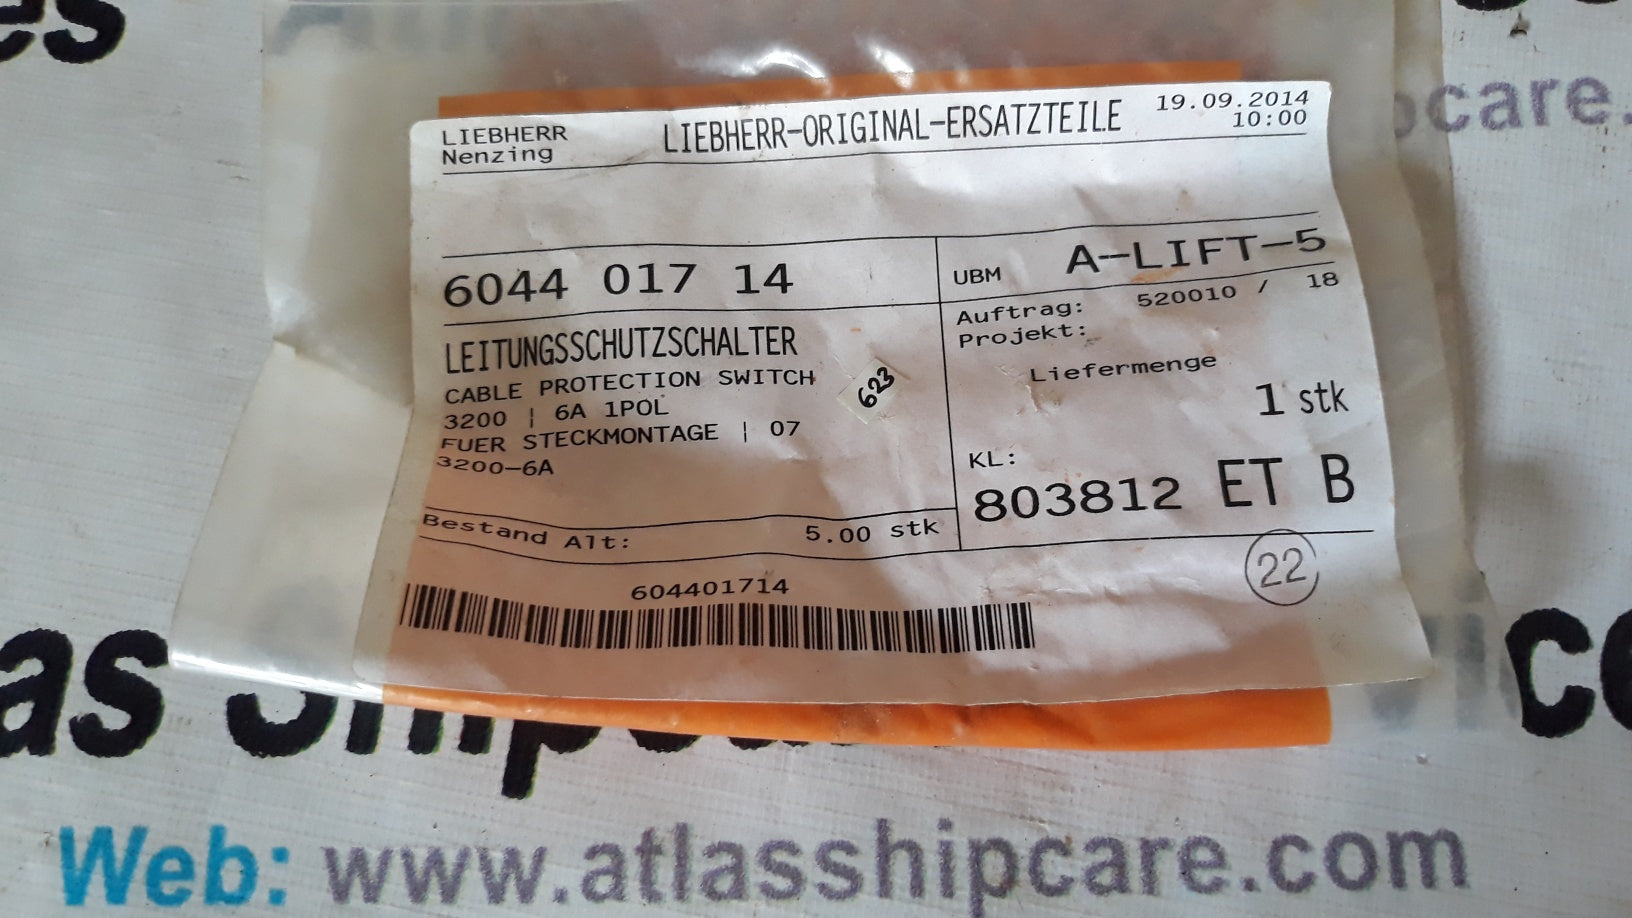 LIEBHERR
Nenzing
LIEBHERR-ORIGINAL-ERSATZTEILE
19.09.2014
10:00
6044 017 14
UBM A-LIFT-5
Auftrag: 520010 / 18
Projekt:
LEITUNGSSCHUTZSCHALTER
CABLE PROTECTION SWITCH
3200 | 6A 1POL
FUER STECKMONTAGE | 07
3200-6A
623
Liefermenge
1 stk
KL:
803812 ET B
Bestand Alt: 5.00 stk
22
604401714
Web: www.atlasshipcare.com